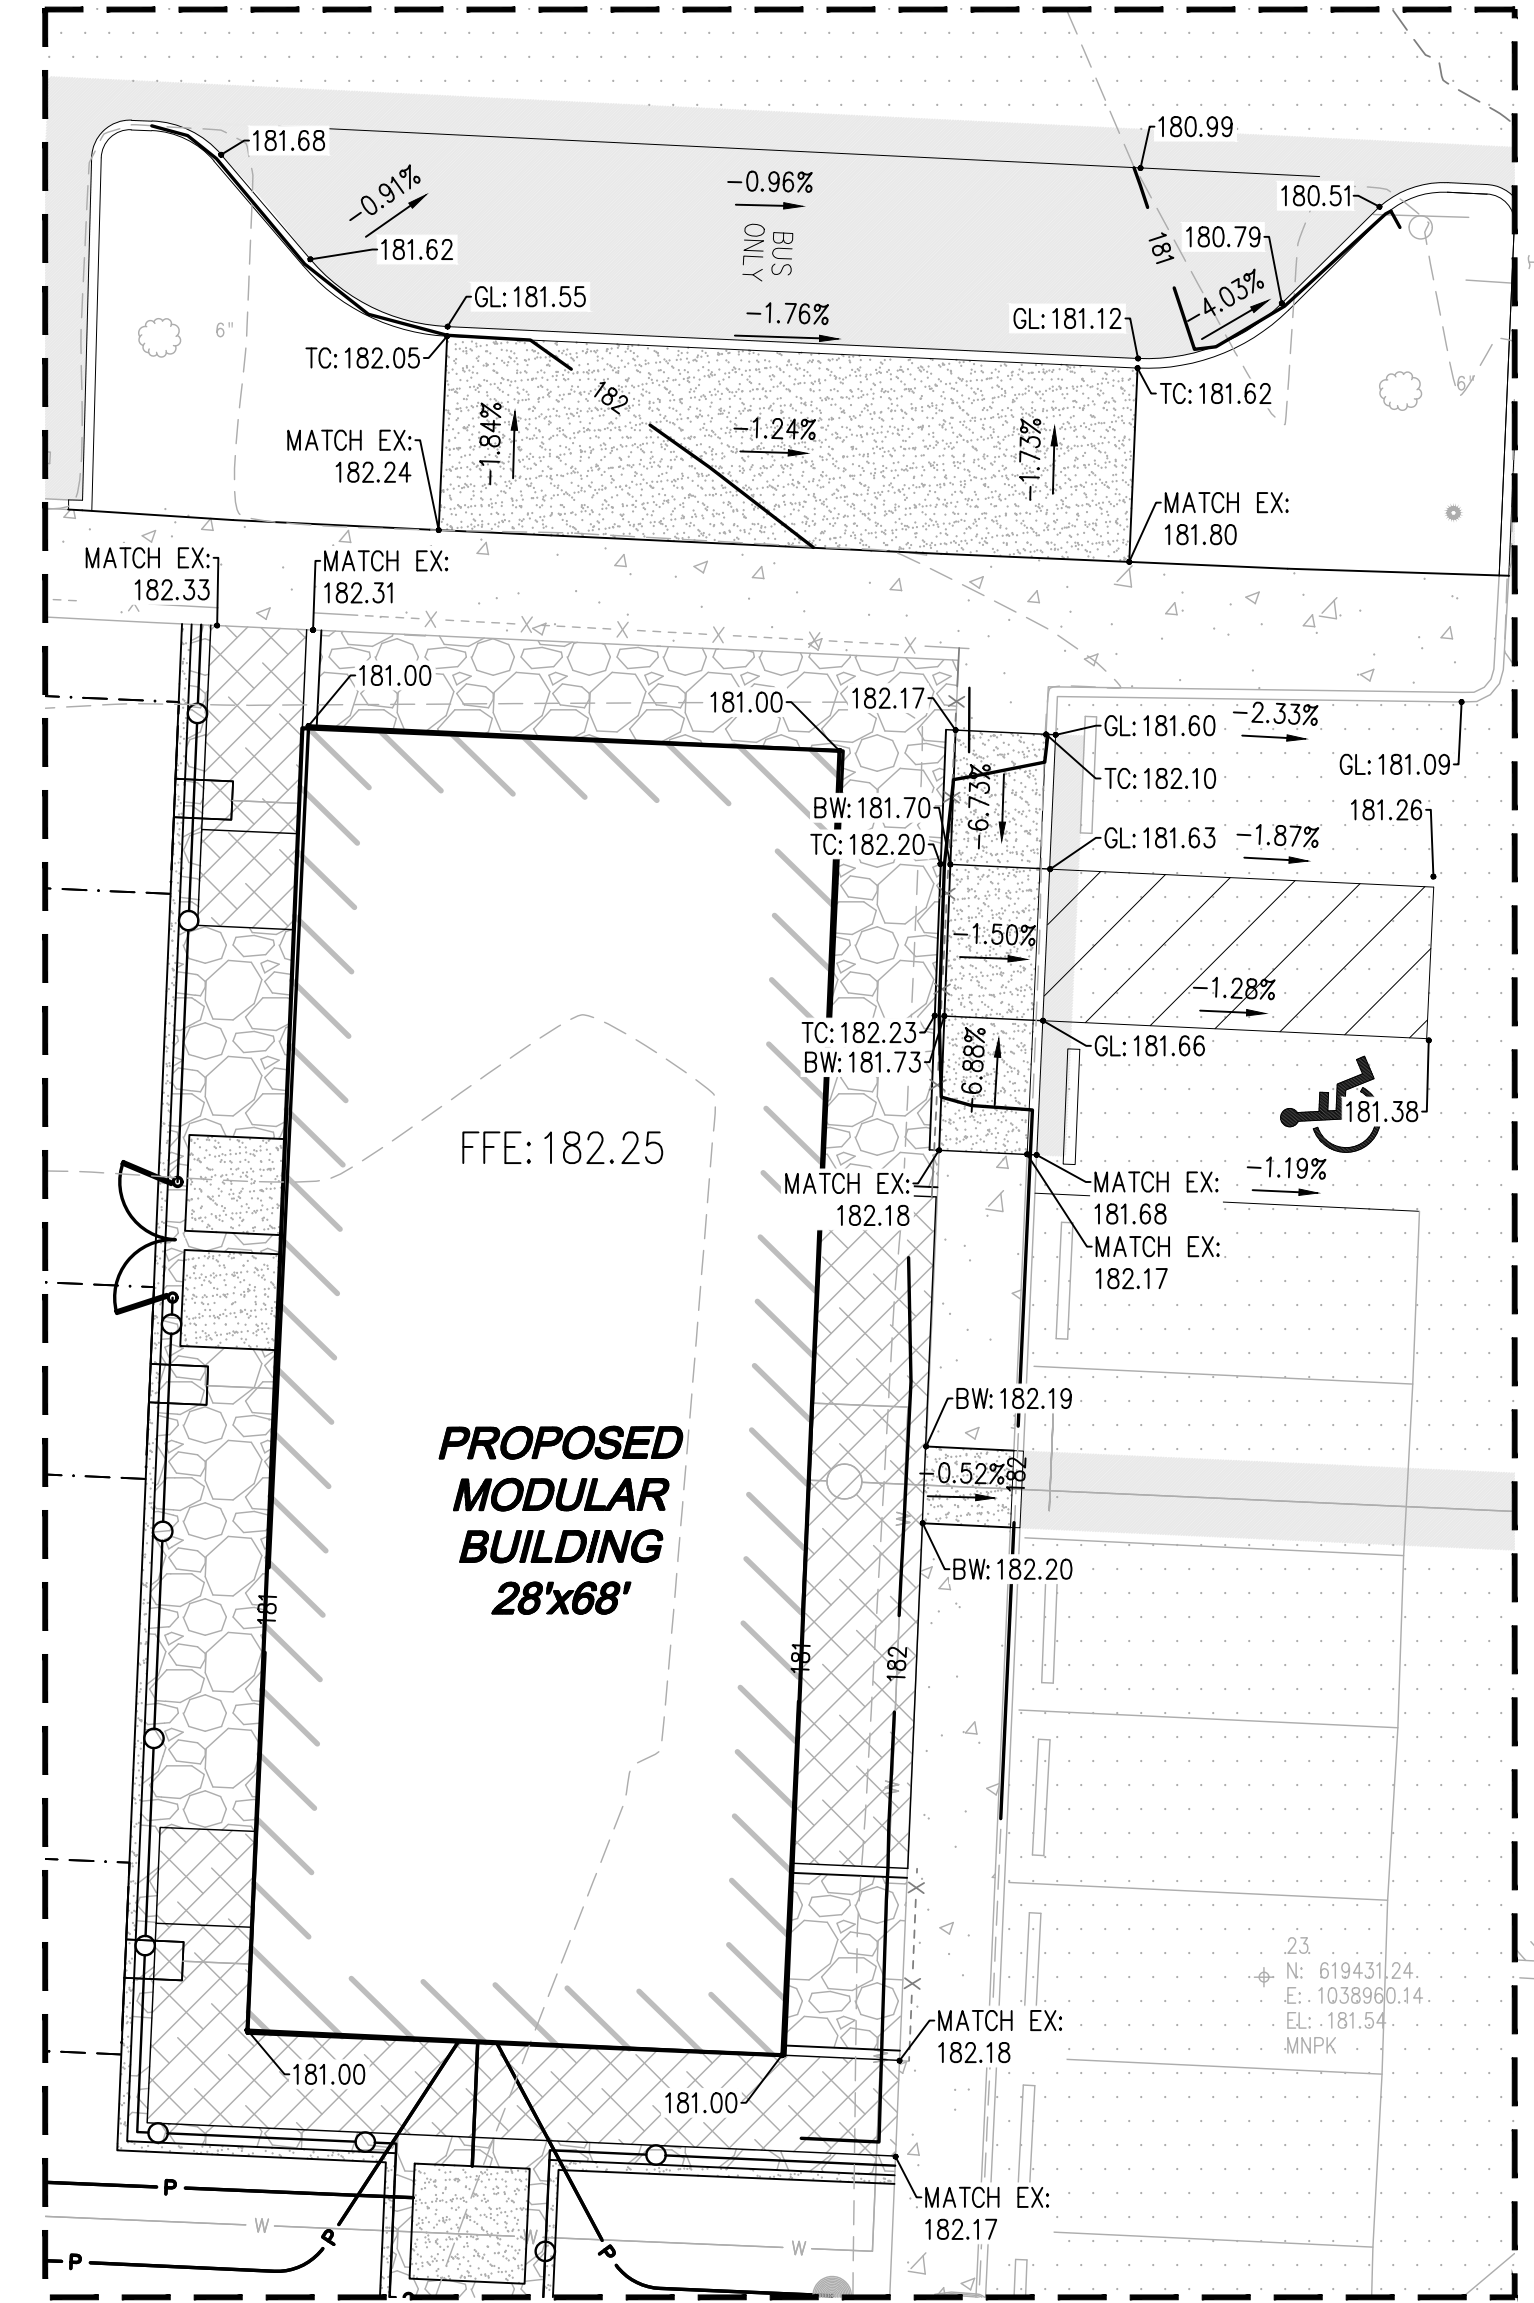 181.68
180.99
-0.91%
-0.96%
180.51
BUS
ONLY
181
180.79
181.62
GL:181.55
-4.03%
-1.76%
GL:181.12
6"
TC:182.05
182
TC:181.62
6"
-1.84%
-1.24%
-1.73%
MATCH EX:
182.24
MATCH EX:
181.80
MATCH EX:
182.33
MATCH EX:
182.31
X
X
X
X
X
181.00
181.00
182.17
X
GL:181.60
-2.33%
GL:181.09
TC:182.10
-6.73%
BW:181.70
TC:182.20
181.26
GL:181.63
-1.87%
-1.50%
-1.28%
TC:182.23
BW:181.73
-6.88%
GL:181.66
181.38
FFE:182.25
MATCH EX:
182.18
-1.19%
MATCH EX:
181.68
MATCH EX:
182.17
BW:182.19
PROPOSED
MODULAR
BUILDING
28'x68'
-0.52%
182
W
BW:182.20
181
181
182
W
X
X
23
N: 619431.24
E: 1038960.14
EL: 181.54
MNPK
MATCH EX:
182.18
181.00
181.00
MATCH EX:
182.17
P
W
P
W
P
W
P